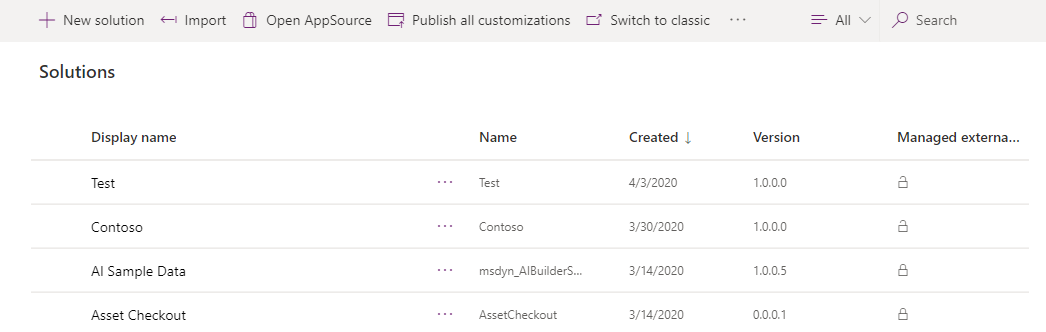 New solution Import Open AppSource Publish all customizations Switch to classic ··· All Search
Solutions
Display name Name Created ↓ Version Managed externa...
Test ··· Test 4/3/2020 1.0.0.0
Contoso ··· Contoso 3/30/2020 1.0.0.0
AI Sample Data ··· msdyn_AIBuilderS... 3/14/2020 1.0.0.5
Asset Checkout ··· AssetCheckout 3/14/2020 0.0.0.1